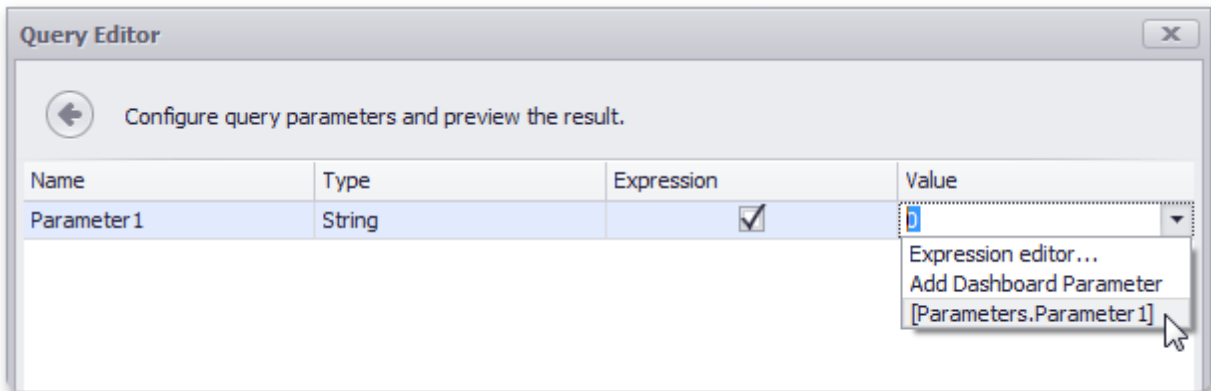 Query Editor
Configure query parameters and preview the result.
Name Type Expression Value
Parameter1 String 0
Expression editor...
Add Dashboard Parameter
[Parameters.Parameter1]